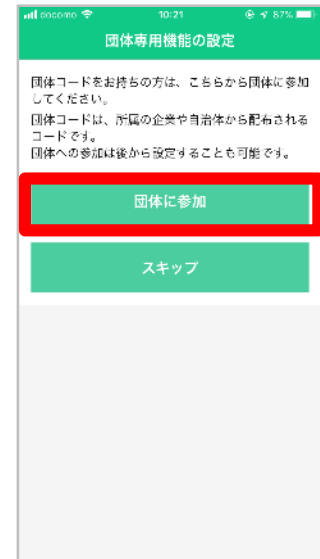 docomo 10:21 87%
団体専用機能の設定
団体コードをお持ちの方は、こちらから団体に参加
してください。
団体コードは、所属の企業や自治体から配布される
コードです。
団体への参加は後から設定することも可能です。
団体に参加
スキップ